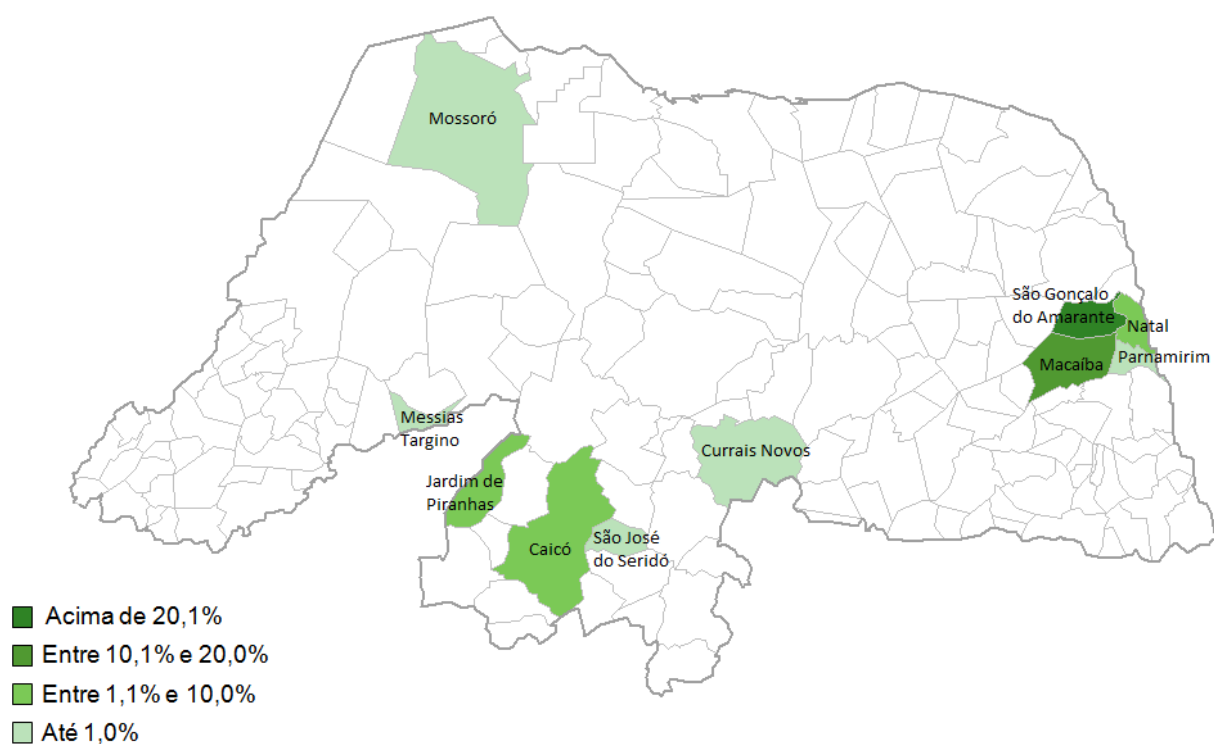 Mossoró
São Gonçalo
do Amarante
Natal
Macaíba
Parnamirim
Messias
Targino
Currais Novos
Jardim de
Piranhas
Caicó
São José
do Seridó
Acima de 20,1%
Entre 10,1% e 20,0%
Entre 1,1% e 10,0%
Até 1,0%